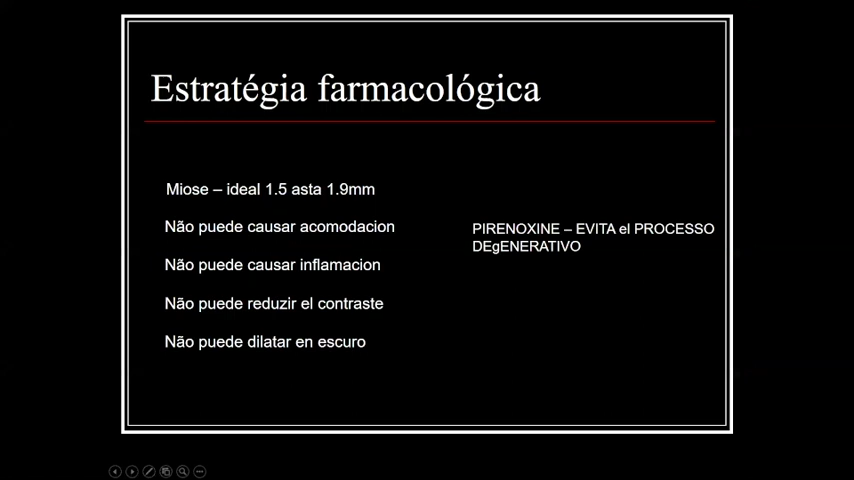 Estratégia farmacológica
Miose – ideal 1.5 asta 1.9mm
Não puede causar acomodacion
Não puede causar inflamacion
Não puede reduzir el contraste
Não puede dilatar en escuro
PIRENOXINE – EVITA el PROCESSO
DEgENERATIVO